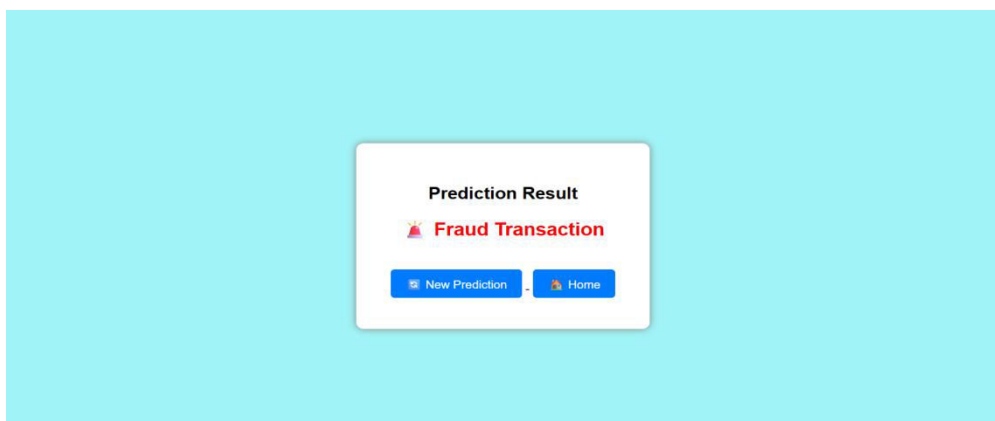 Prediction Result
🚨 Fraud Transaction
🔄 New Prediction - 🏠 Home